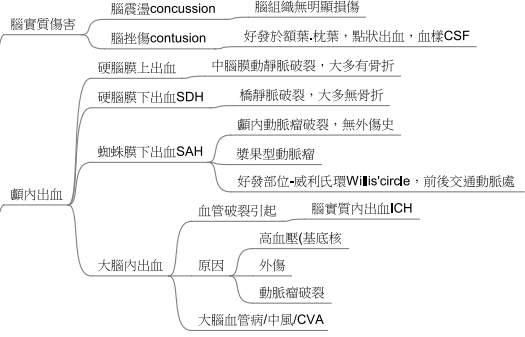 腦實質傷害
腦震盪concussion
腦組織無明顯損傷
腦挫傷contusion
好發於額葉.枕葉，點狀出血，血樣CSF
顱內出血
硬腦膜上出血
中腦膜動靜脈破裂，大多有骨折
硬腦膜下出血SDH
橋靜脈破裂，大多無骨折
蜘蛛膜下出血SAH
顱內動脈瘤破裂，無外傷史
漿果型動脈瘤
好發部位-威利氏環Willis'circle，前後交通動脈處
大腦內出血
血管破裂引起
腦實質內出血ICH
原因
高血壓(基底核
外傷
動脈瘤破裂
大腦血管病/中風/CVA